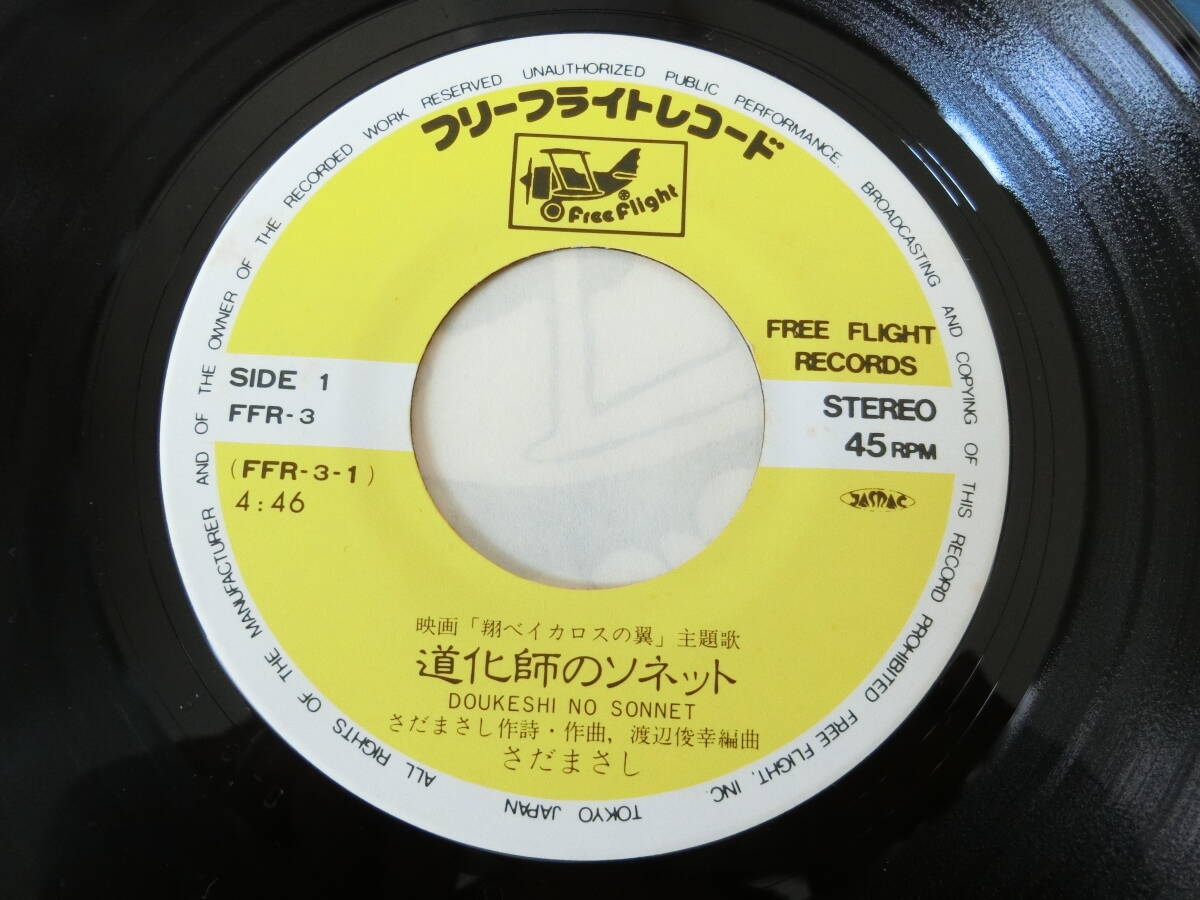 フリーフライトレコード
Free Flight
®
FREE FLIGHT
RECORDS
SIDE 1
FFR-3
STEREO
45 RPM
(FFR-3-1)
4:46
JASRAC
映画「翔べイカロスの翼」主題歌
道化師のソネット
DOUKESHI NO SONNET
さだまさし作詩・作曲, 渡辺俊幸編曲
さだまさし
ALL RIGHTS OF THE MANUFACTURER AND OF THE OWNER OF THE RECORDED WORK RESERVED UNAUTHORIZED PUBLIC PERFORMANCE, BROADCASTING AND COPYING OF THIS RECORD PROHIBITED FREE FLIGHT, INC. TOKYO JAPAN